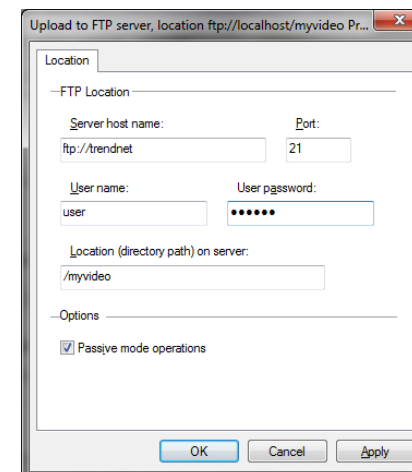 Upload to FTP server, location ftp://localhost/myvideo Pr...
Location
FTP Location
Server host name: Port:
ftp://trendnet 21
User name: User password:
user ●●●●●●
Location (directory path) on server:
/myvideo
Options
Passive mode operations
OK Cancel Apply